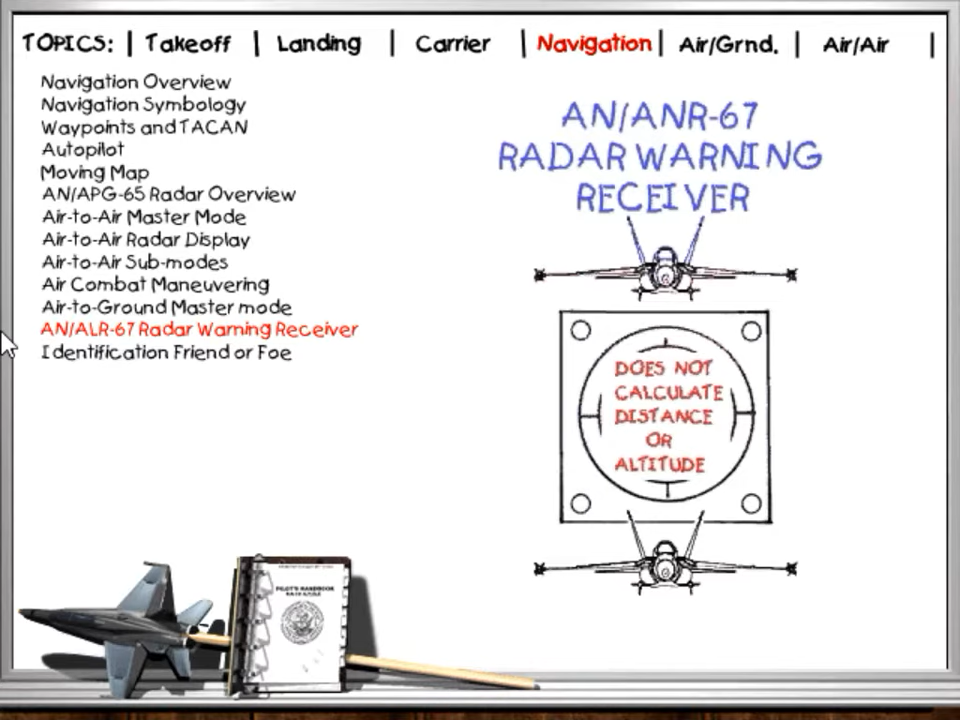 TOPICS: | Takeoff | Landing | Carrier | Navigation | Air/Grnd. | Air/Air |
Navigation Overview
Navigation Symbology
Waypoints and TACAN
Autopilot
Moving Map
AN/APG-65 Radar Overview
Air-to-Air Master Mode
Air-to-Air Radar Display
Air-to-Air Sub-modes
Air Combat Maneuvering
Air-to-Ground Master mode
AN/ALR-67 Radar Warning Receiver
Identification Friend or Foe
AN/ANR-67
RADAR WARNING
RECEIVER
DOES NOT
CALCULATE
DISTANCE
OR
ALTITUDE
PILOT'S HANDBOOK